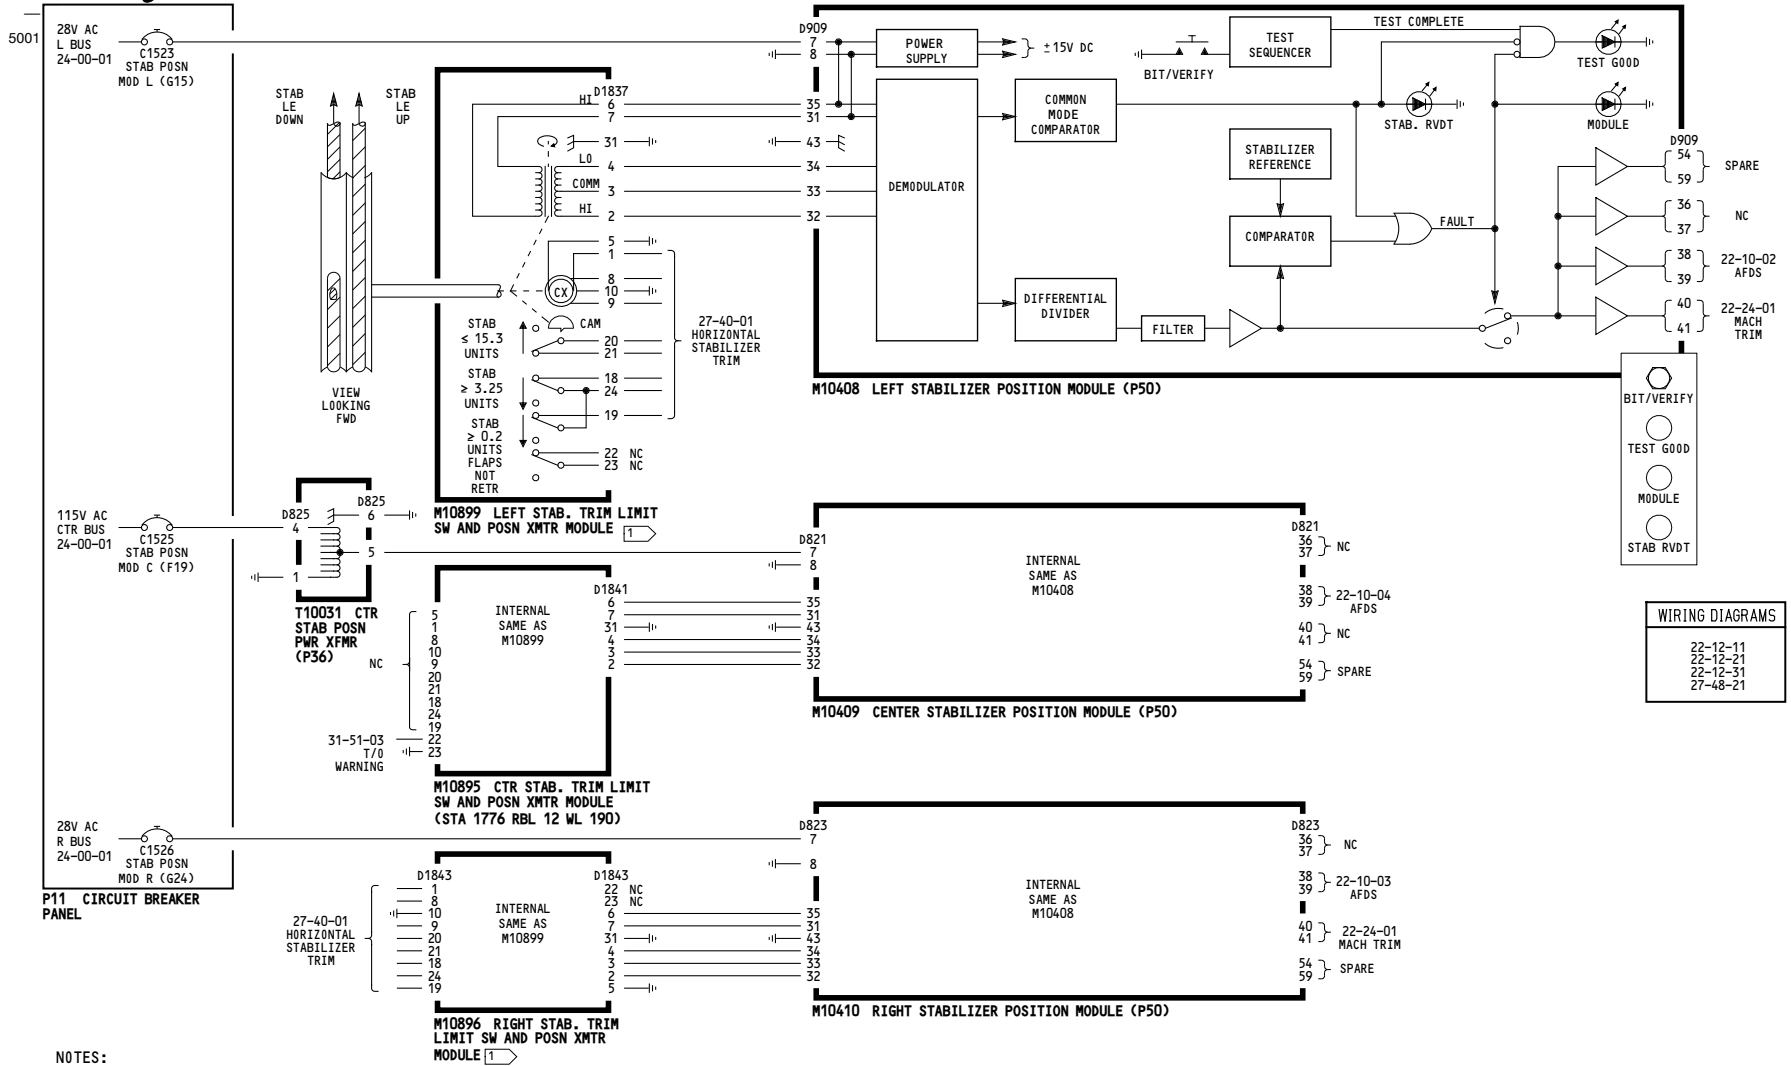 5001
28V AC
L BUS
24-00-01
C1523
STAB POSN
MOD L (G15)
115V AC
CTR BUS
24-00-01
C1525
STAB POSN
MOD C (F19)
28V AC
R BUS
24-00-01
C1526
STAB POSN
MOD R (G24)
P11 CIRCUIT BREAKER
PANEL
STAB
LE
DOWN
STAB
LE
UP
VIEW
LOOKING
FWD
D1837
HI 6
7
31
LO 4
COMM 3
HI 2
5
1
8
10
9
CX
CAM
20
21
18
24
19
22 NC
23 NC
STAB
≤ 15.3
UNITS
STAB
≥ 3.25
UNITS
STAB
≥ 0.2
UNITS
FLAPS
NOT
RETR
27-40-01
HORIZONTAL
STABILIZER
TRIM
M10899 LEFT STAB. TRIM LIMIT
SW AND POSN XMTR MODULE 1
D909
7
8
35
31
43
34
33
32
POWER
SUPPLY
±15V DC
DEMODULATOR
COMMON
MODE
COMPARATOR
BIT/VERIFY
TEST
SEQUENCER
TEST COMPLETE
TEST GOOD
STAB. RVDT
MODULE
STABILIZER
REFERENCE
COMPARATOR
FAULT
DIFFERENTIAL
DIVIDER
FILTER
D909
54
59
SPARE
36
37
NC
38
39
22-10-02
AFDS
40
41
22-24-01
MACH
TRIM
M10408 LEFT STABILIZER POSITION MODULE (P50)
BIT/VERIFY
TEST GOOD
MODULE
STAB RVDT
D825
4
1
D825
6
5
T10031 CTR
STAB POSN
PWR XFMR
(P36)
D1841
INTERNAL
SAME AS
M10899
5
1
8
10
9
20
21
18
24
19
22
23
NC
31-51-03
T/O
WARNING
6
7
31
4
3
2
M10895 CTR STAB. TRIM LIMIT
SW AND POSN XMTR MODULE
(STA 1776 RBL 12 WL 190)
D821
7
8
35
31
43
34
33
32
INTERNAL
SAME AS
M10408
D821
36
37
NC
38
39
22-10-04
AFDS
40
41
NC
54
59
SPARE
M10409 CENTER STABILIZER POSITION MODULE (P50)
WIRING DIAGRAMS
22-12-11
22-12-21
22-12-31
27-48-21
D1843
1
8
10
9
20
21
18
24
19
27-40-01
HORIZONTAL
STABILIZER
TRIM
INTERNAL
SAME AS
M10899
D1843
22 NC
23 NC
6
7
31
4
3
2
5
M10896 RIGHT STAB. TRIM
LIMIT SW AND POSN XMTR
MODULE 1
D823
7
8
35
31
43
34
33
32
INTERNAL
SAME AS
M10408
D823
36
37
NC
38
39
22-10-03
AFDS
40
41
22-24-01
MACH TRIM
54
59
SPARE
M10410 RIGHT STABILIZER POSITION MODULE (P50)
NOTES: